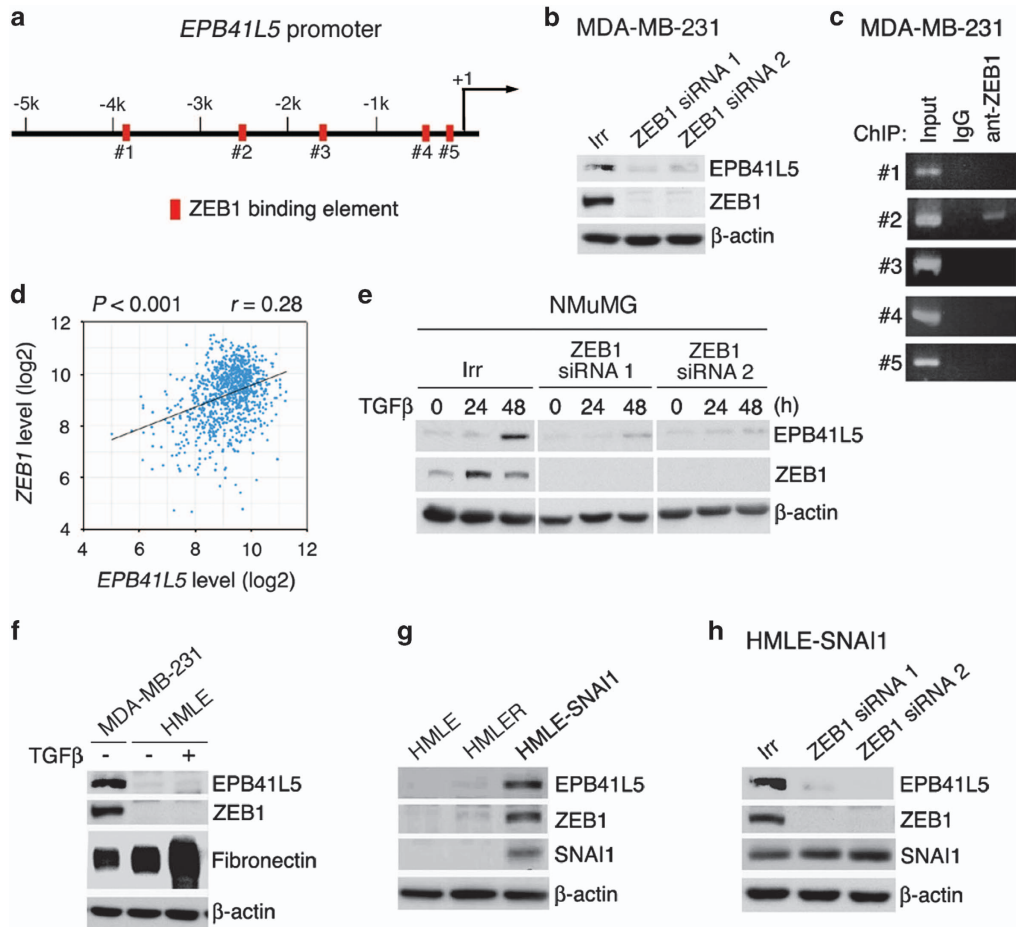 a
EPB41L5 promoter
+1
-5k -4k -3k -2k -1k
#1 #2 #3 #4 #5
ZEB1 binding element
b
MDA-MB-231
Irr ZEB1 siRNA 1 ZEB1 siRNA 2
EPB41L5
ZEB1
β-actin
c
MDA-MB-231
ChIP: Input IgG ant-ZEB1
#1
#2
#3
#4
#5
d
P < 0.001 r = 0.28
ZEB1 level (log2)
12
10
8
6
4
4 6 8 10 12
EPB41L5 level (log2)
e
NMuMG
Irr ZEB1 siRNA 1 ZEB1 siRNA 2
TGFβ 0 24 48 0 24 48 0 24 48 (h)
EPB41L5
ZEB1
β-actin
f
MDA-MB-231 HMLE
TGFβ - - +
EPB41L5
ZEB1
Fibronectin
β-actin
g
HMLE HMLER HMLE-SNAI1
EPB41L5
ZEB1
SNAI1
β-actin
h
HMLE-SNAI1
Irr ZEB1 siRNA 1 ZEB1 siRNA 2
EPB41L5
ZEB1
SNAI1
β-actin